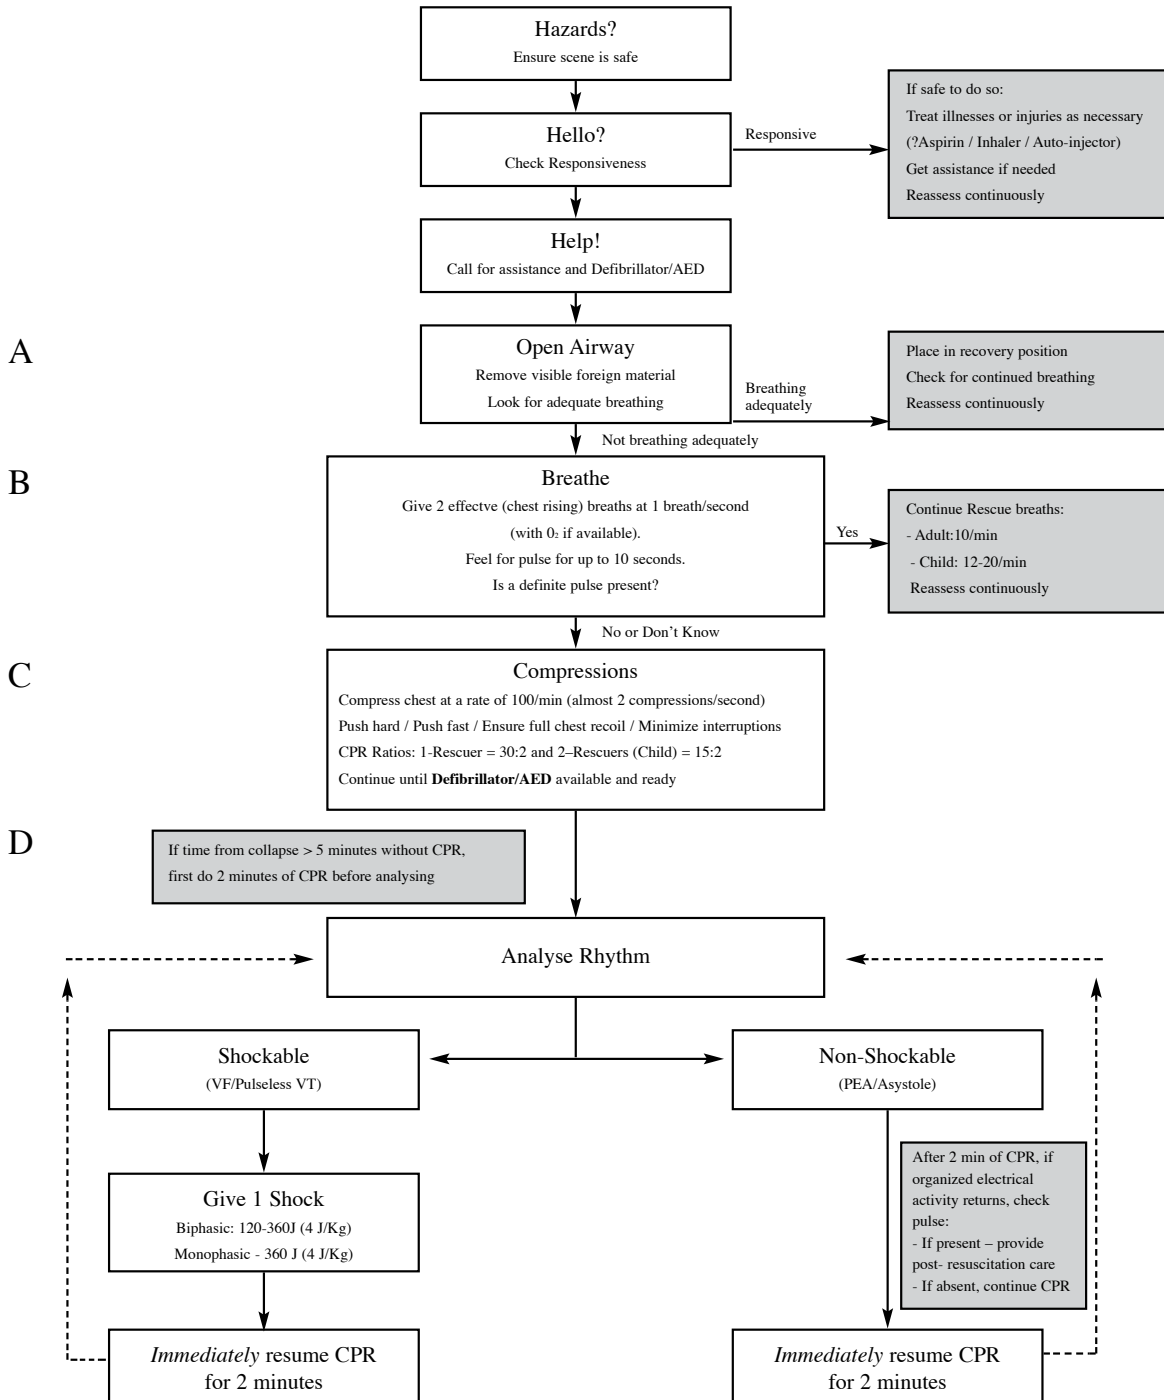 Hazards?
Ensure scene is safe
Hello?
Check Responsiveness
Responsive
If safe to do so:
Treat illnesses or injuries as necessary
(?Aspirin / Inhaler / Auto-injector)
Get assistance if needed
Reassess continuously
Help!
Call for assistance and Defibrillator/AED
A
Open Airway
Remove visible foreign material
Look for adequate breathing
Breathing
adequately
Place in recovery position
Check for continued breathing
Reassess continuously
Not breathing adequately
B
Breathe
Give 2 effectve (chest rising) breaths at 1 breath/second
(with 0₂ if available).
Feel for pulse for up to 10 seconds.
Is a definite pulse present?
Yes
Continue Rescue breaths:
- Adult:10/min
- Child: 12-20/min
Reassess continuously
No or Don't Know
C
Compressions
Compress chest at a rate of 100/min (almost 2 compressions/second)
Push hard / Push fast / Ensure full chest recoil / Minimize interruptions
CPR Ratios: 1-Rescuer = 30:2 and 2–Rescuers (Child) = 15:2
Continue until Defibrillator/AED available and ready
D
If time from collapse > 5 minutes without CPR,
first do 2 minutes of CPR before analysing
Analyse Rhythm
Shockable
(VF/Pulseless VT)
Non-Shockable
(PEA/Asystole)
Give 1 Shock
Biphasic: 120-360J (4 J/Kg)
Monophasic - 360 J (4 J/Kg)
After 2 min of CPR, if
organized electrical
activity returns, check
pulse:
- If present – provide
post- resuscitation care
- If absent, continue CPR
Immediately resume CPR
for 2 minutes
Immediately resume CPR
for 2 minutes